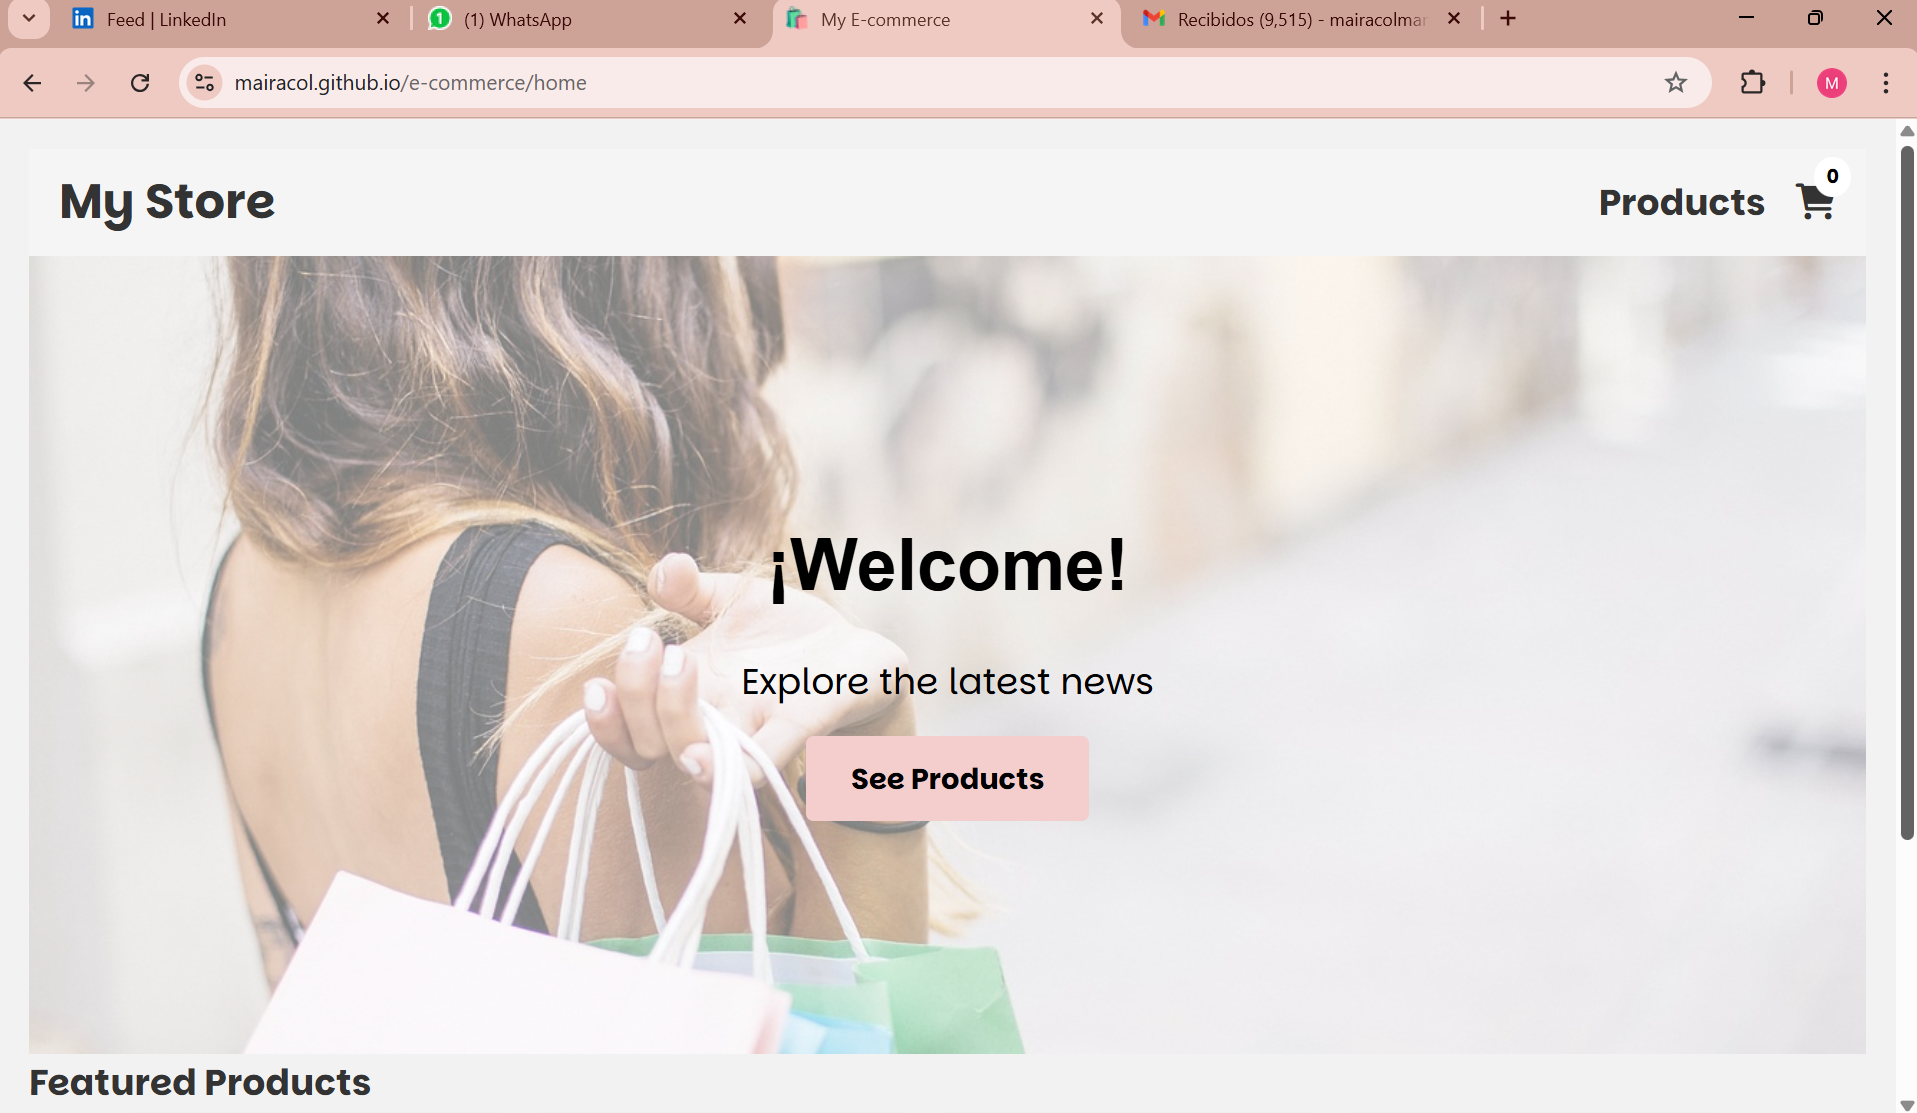 Feed | LinkedIn
(1) WhatsApp
My E-commerce
Recibidos (9,515) - mairacolmar
mairacol.github.io/e-commerce/home
M
My Store
Products
0
¡Welcome!
Explore the latest news
See Products
Featured Products